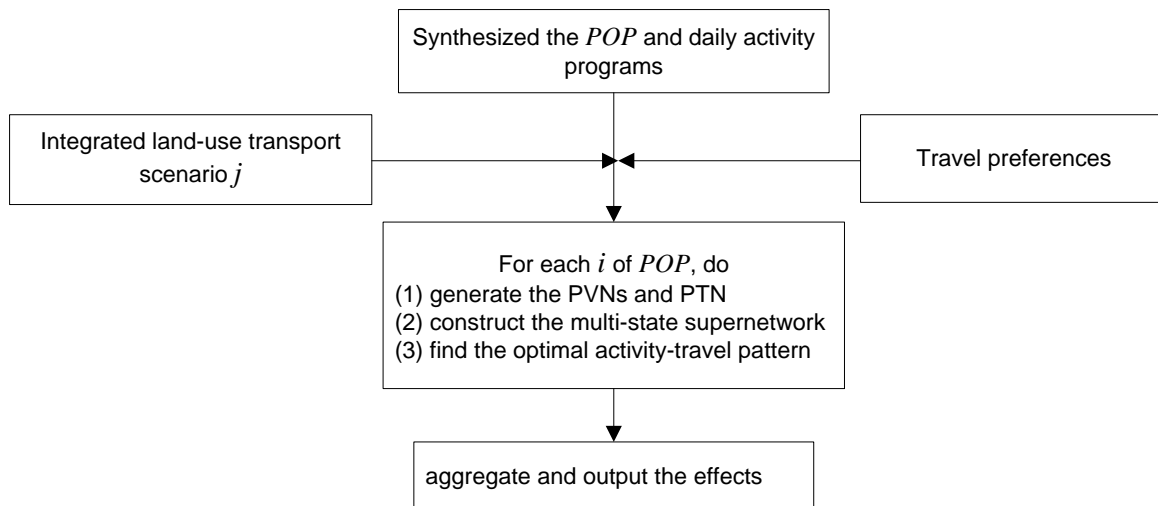 Synthesized the POP and daily activity
programs
Integrated land-use transport
scenario j
Travel preferences
For each i of POP, do
(1) generate the PVNs and PTN
(2) construct the multi-state supernetwork
(3) find the optimal activity-travel pattern
aggregate and output the effects